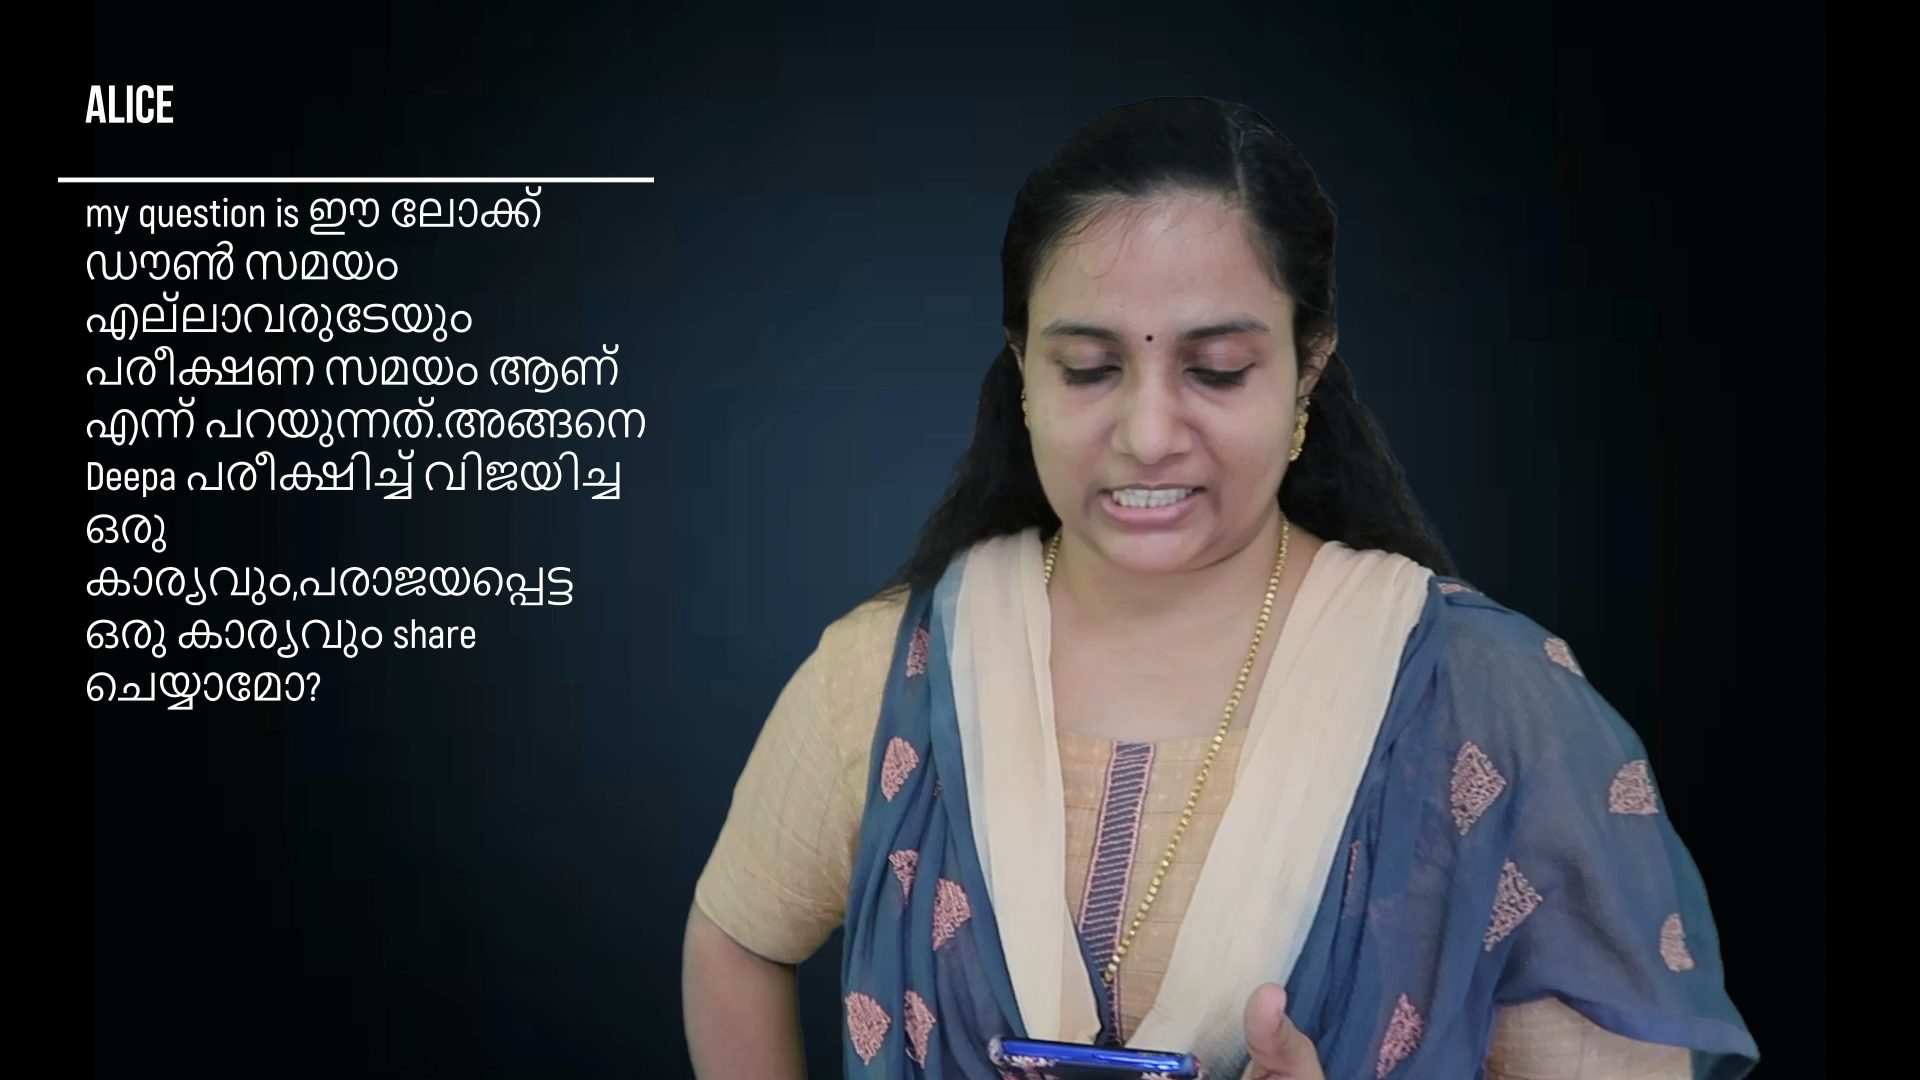 ALICE
my question is ഈ ലോക്ക്
ഡൗൺ സമയം
എല്ലാവരുടേയും
പരീക്ഷണ സമയം ആണ്
എന്ന് പറയുന്നത്.അങ്ങനെ
Deepa പരീക്ഷിച്ച് വിജയിച്ച
ഒരു
കാര്യവും,പരാജയപ്പെട്ട
ഒരു കാര്യവും share
ചെയ്യാമോ?